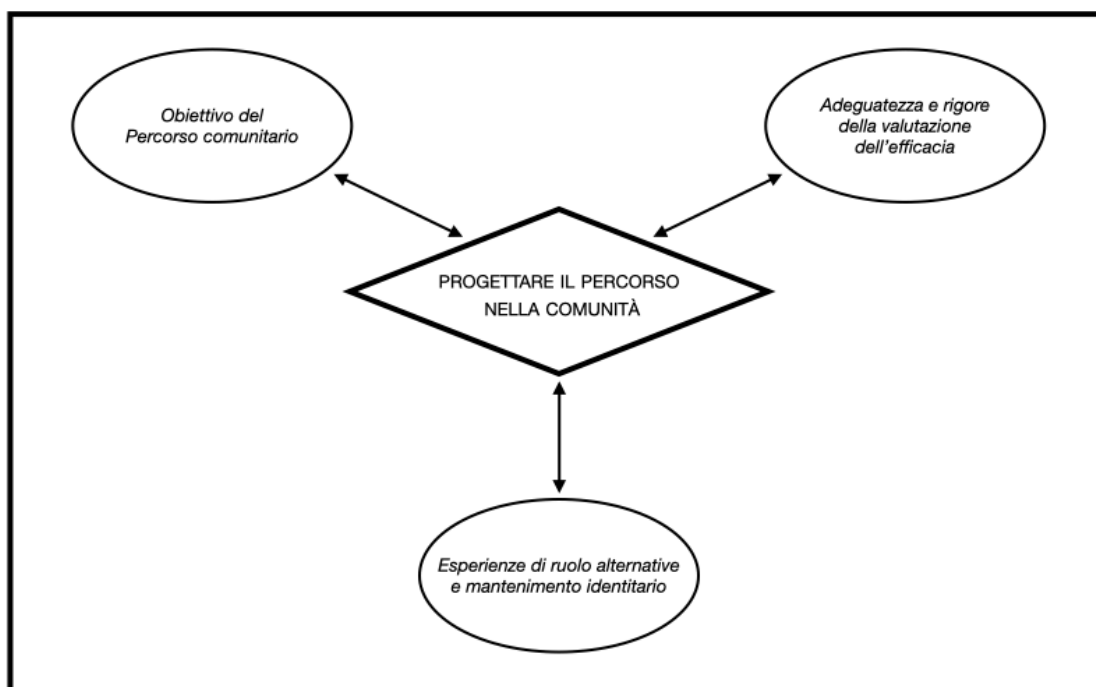 Obiettivo del
Percorso comunitario
Adeguatezza e rigore
della valutazione
dell'efficacia
PROGETTARE IL PERCORSO
NELLA COMUNITÀ
Esperienze di ruolo alternative
e mantenimento identitario